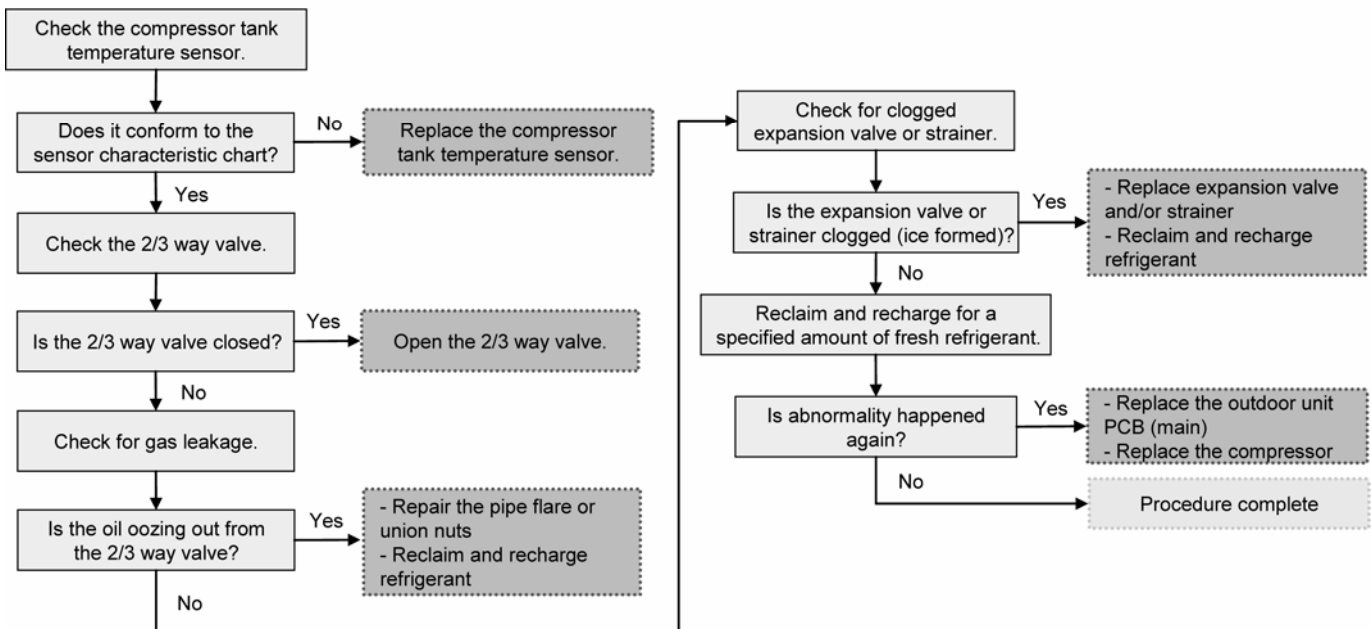 Check the compressor tank
temperature sensor.
Does it conform to the
sensor characteristic chart?
No
Replace the compressor
tank temperature sensor.
Yes
Check the 2/3 way valve.
Is the 2/3 way valve closed?
Yes
Open the 2/3 way valve.
No
Check for gas leakage.
Is the oil oozing out from
the 2/3 way valve?
Yes
- Repair the pipe flare or
union nuts
- Reclaim and recharge
refrigerant
No
Check for clogged
expansion valve or strainer.
Is the expansion valve or
strainer clogged (ice formed)?
Yes
- Replace expansion valve
and/or strainer
- Reclaim and recharge
refrigerant
No
Reclaim and recharge for a
specified amount of fresh refrigerant.
Is abnormality happened
again?
Yes
- Replace the outdoor unit
PCB (main)
- Replace the compressor
No
Procedure complete